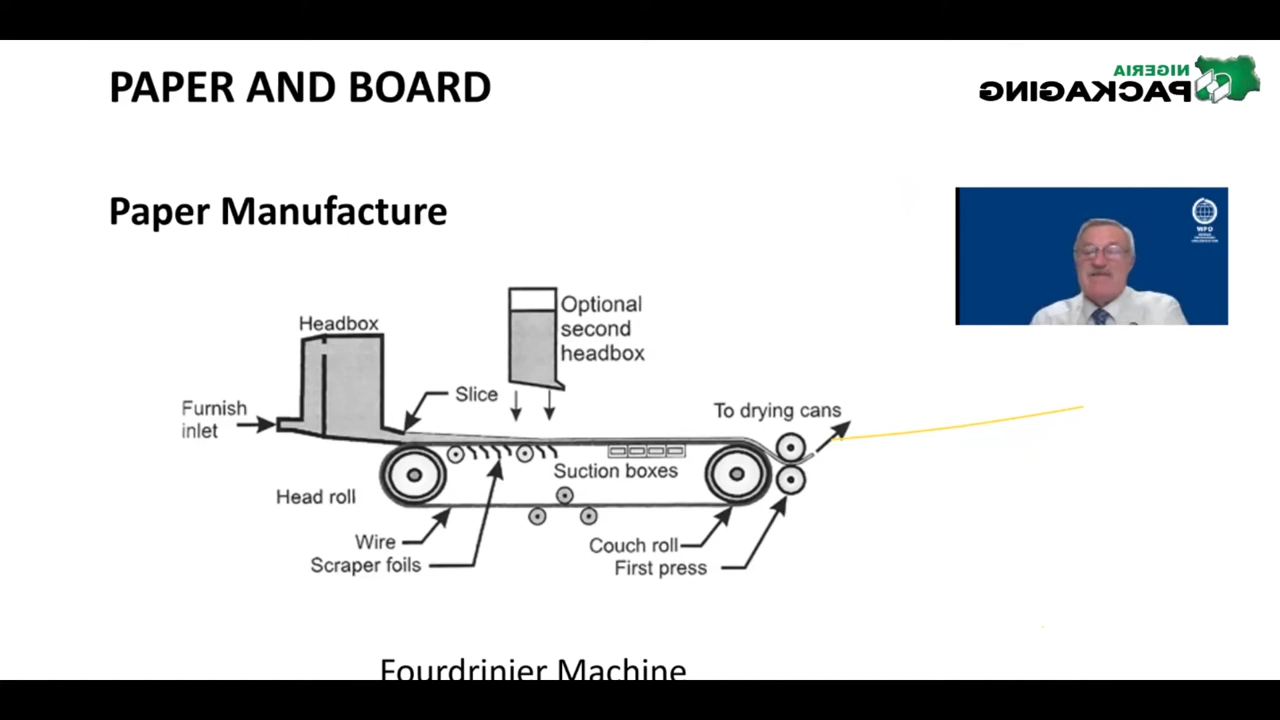 PAPER AND BOARD
NIGERIA
PACKAGING
Paper Manufacture
WPO
Optional
second
headbox
Headbox
Slice
Furnish
inlet
To drying cans
Suction boxes
Head roll
Wire
Scraper foils
Couch roll
First press
Fourdrinier Machine